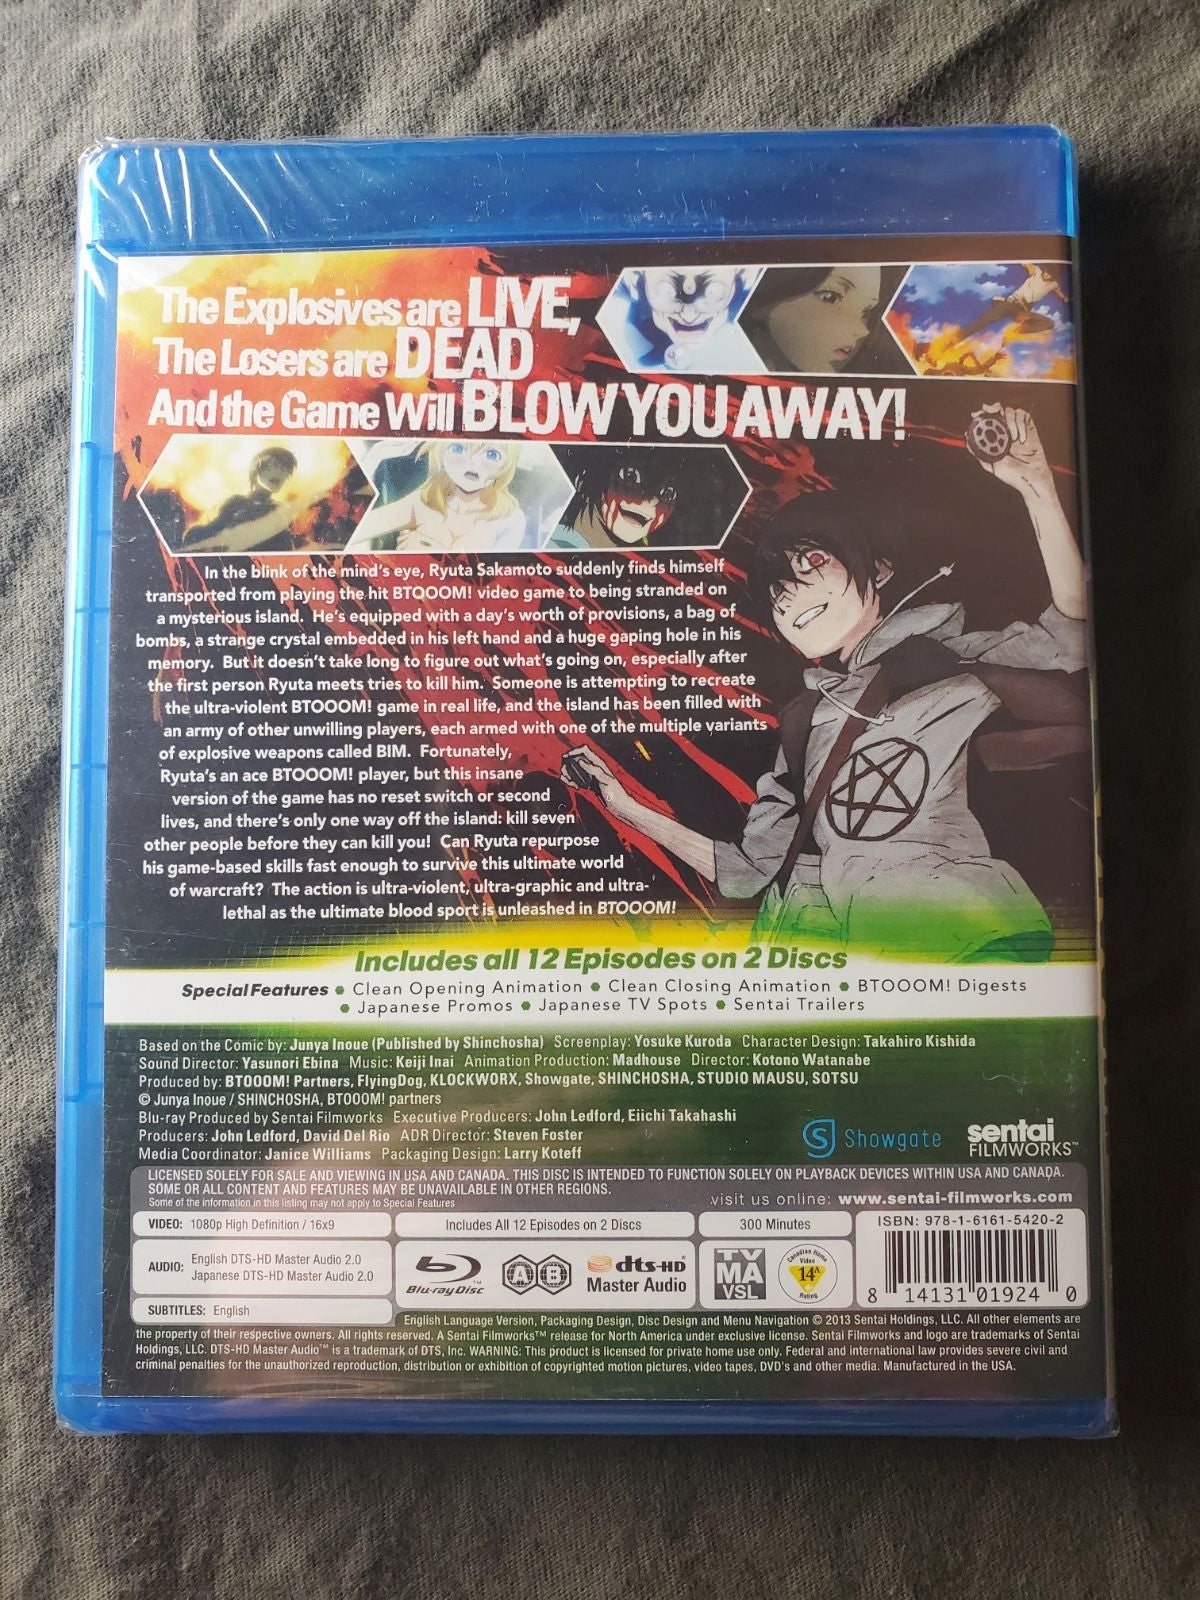 The Explosives are LIVE,
The Losers are DEAD
And the Game Will BLOW YOU AWAY!
In the blink of the mind's eye, Ryuta Sakamoto suddenly finds himself
transported from playing the hit BTOOOM! video game to being stranded on
a mysterious island. He's equipped with a day's worth of provisions, a bag of
bombs, a strange crystal embedded in his left hand and a huge gaping hole in his
memory. But it doesn't take long to figure out what's going on, especially after
the first person Ryuta meets tries to kill him. Someone is attempting to recreate
the ultra-violent BTOOOM! game in real life, and the island has been filled with
an army of other unwilling players, each armed with one of the multiple variants
of explosive weapons called BIM. Fortunately,
Ryuta's an ace BTOOOM! player, but this insane
version of the game has no reset switch or second
lives, and there's only one way off the island: kill seven
other people before they can kill you! Can Ryuta repurpose
his game-based skills fast enough to survive this ultimate world
of warcraft? The action is ultra-violent, ultra-graphic and ultra-
lethal as the ultimate blood sport is unleashed in BTOOOM!
Includes all 12 Episodes on 2 Discs
Special Features • Clean Opening Animation • Clean Closing Animation • BTOOOM! Digests
• Japanese Promos • Japanese TV Spots • Sentai Trailers
Based on the Comic by: Junya Inoue (Published by Shinchosha) Screenplay: Yosuke Kuroda Character Design: Takahiro Kishida
Sound Director: Yasunori Ebina Music: Keiji Inai Animation Production: Madhouse Director: Kotono Watanabe
Produced by: BTOOOM! Partners, FlyingDog, KLOCKWORX, Showgate, SHINCHOSHA, STUDIO MAUSU, SOTSU
© Junya Inoue / SHINCHOSHA, BTOOOM! partners
Blu-ray Produced by Sentai Filmworks Executive Producers: John Ledford, Eiichi Takahashi
Producers: John Ledford, David Del Rio ADR Director: Steven Foster
Media Coordinator: Janice Williams Packaging Design: Larry Koteff
Showgate
sentai
FILMWORKS™
LICENSED SOLELY FOR SALE AND VIEWING IN USA AND CANADA. THIS DISC IS INTENDED TO FUNCTION SOLELY ON PLAYBACK DEVICES WITHIN USA AND CANADA.
SOME OR ALL CONTENT AND FEATURES MAY BE UNAVAILABLE IN OTHER REGIONS.
Some of the information in this listing may not apply to Special Features
visit us online: www.sentai-filmworks.com
VIDEO: 1080p High Definition / 16x9
Includes All 12 Episodes on 2 Discs
300 Minutes
ISBN: 978-1-6161-5420-2
AUDIO: English DTS-HD Master Audio 2.0
Japanese DTS-HD Master Audio 2.0
Blu-ray Disc™
A B
dts-HD®
Master Audio
TV
MA
VSL
Canadian Home
Video
14A
Rating
8 14131 01924 0
SUBTITLES: English
English Language Version, Packaging Design, Disc Design and Menu Navigation © 2013 Sentai Holdings, LLC. All other elements are
the property of their respective owners. All rights reserved. A Sentai Filmworks™ release for North America under exclusive license. Sentai Filmworks and logo are trademarks of Sentai
Holdings, LLC. DTS-HD Master Audio™ is a trademark of DTS, Inc. WARNING: This product is licensed for private home use only. Federal and international law provides severe civil and
criminal penalties for the unauthorized reproduction, distribution or exhibition of copyrighted motion pictures, video tapes, DVD's and other media. Manufactured in the USA.